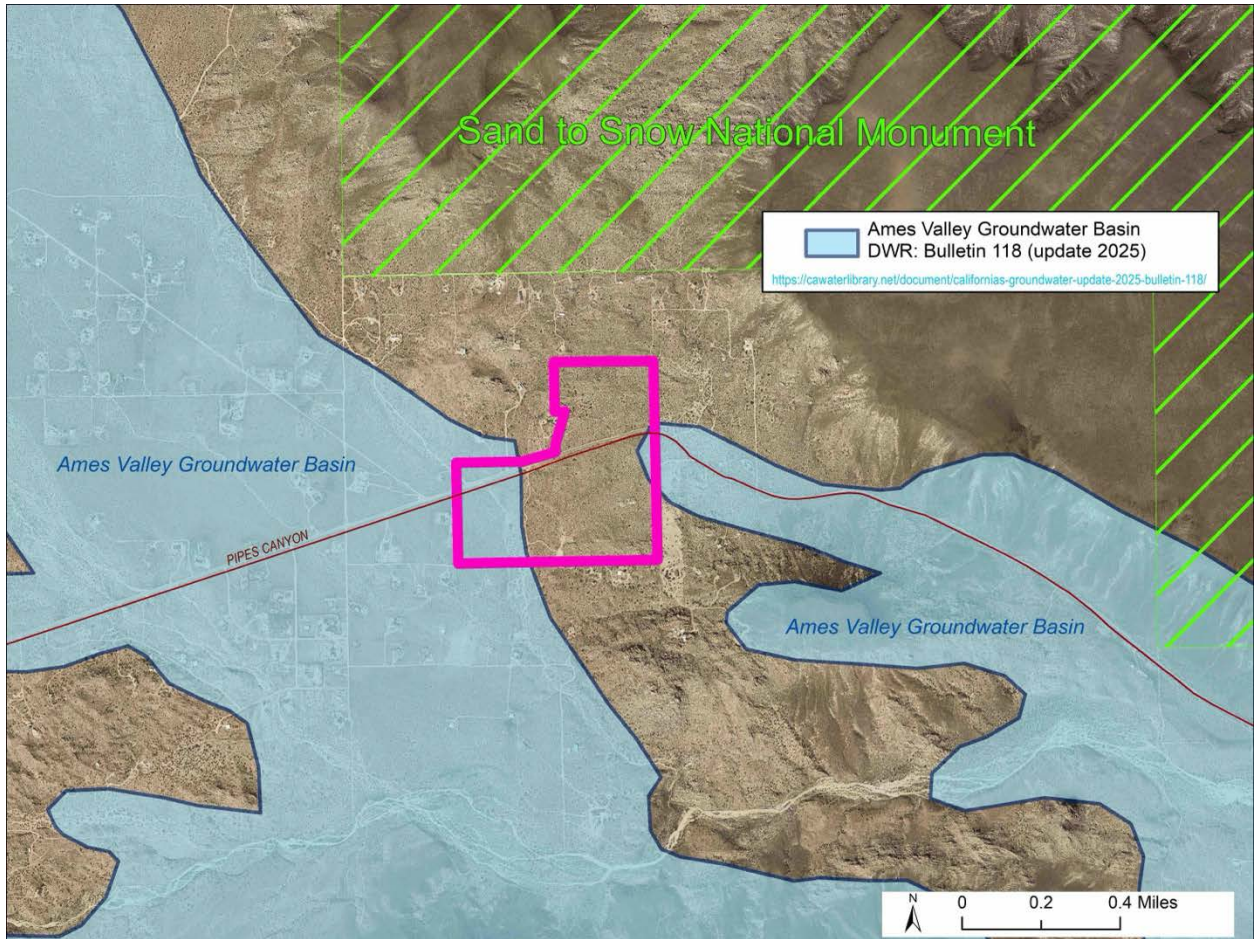 Sand to Snow National Monument
Ames Valley Groundwater Basin
DWR: Bulletin 118 (update 2025)
https://cawaterlibrary.net/document/californias-groundwater-update-2025-bulletin-118/
Ames Valley Groundwater Basin
PIPES CANYON
Ames Valley Groundwater Basin
N
0 0.2 0.4 Miles